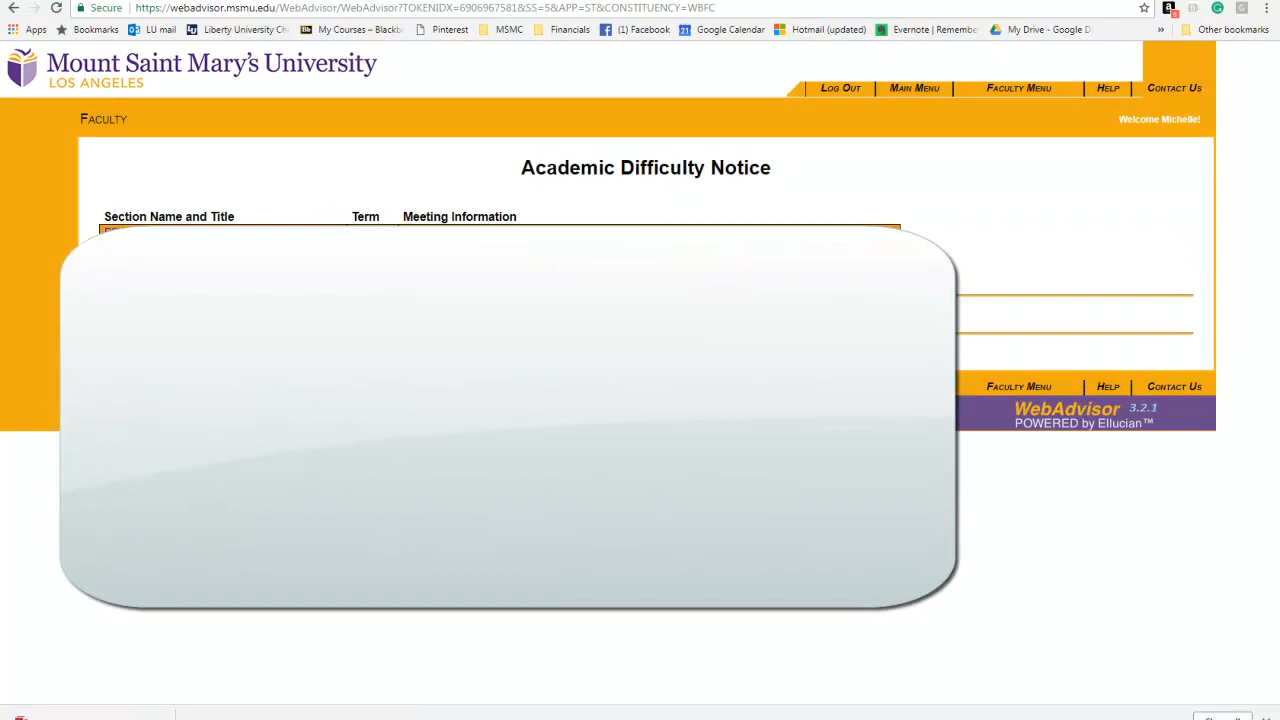 Secure https://webadvisor.msmu.edu/WebAdvisor/WebAdvisor?TOKENIDX=6906967581&SS=5&APP=ST&CONSTITUENCY=WBFC
Apps Bookmarks LU mail Liberty University Ch My Courses – Blackb Pinterest MSMC Financials (1) Facebook Google Calendar Hotmail (updated) Evernote | Remembe My Drive - Google D » Other bookmarks
Mount Saint Mary's University
LOS ANGELES
LOG OUT MAIN MENU FACULTY MENU HELP CONTACT US
FACULTY Welcome Michelle!
Academic Difficulty Notice
Section Name and Title Term Meeting Information
FACULTY MENU HELP CONTACT US
WebAdvisor 3.2.1
POWERED by Ellucian™